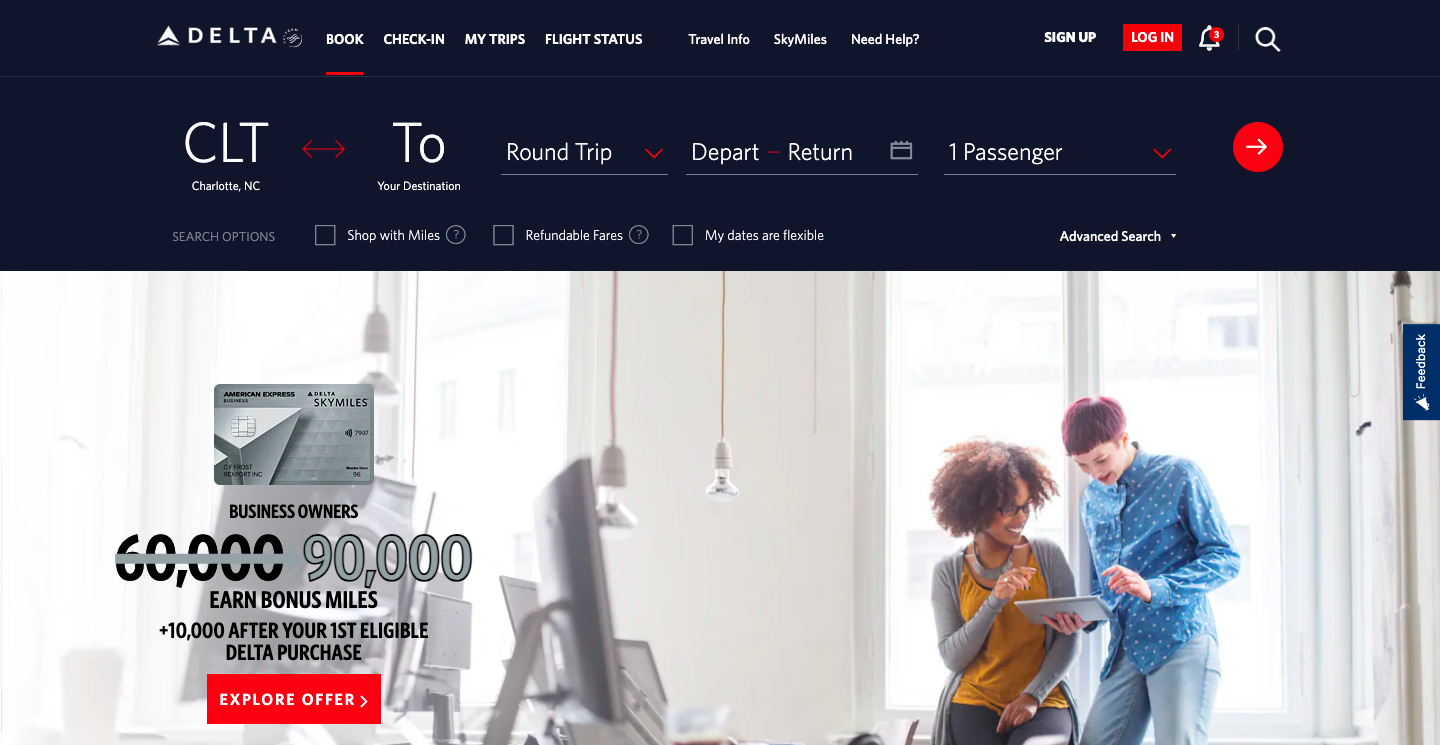 DELTA
BOOK
CHECK-IN
MY TRIPS
FLIGHT STATUS
Travel Info
SkyMiles
Need Help?
SIGN UP
LOG IN
3
CLT
Charlotte, NC
To
Your Destination
Round Trip
Depart — Return
1 Passenger
SEARCH OPTIONS
Shop with Miles ?
Refundable Fares ?
My dates are flexible
Advanced Search
Feedback
AMERICAN EXPRESS
BUSINESS
DELTA
SKYMILES
7997
C F FROST
REXPORT INC
Member Since
96
BUSINESS OWNERS
60,000 90,000
EARN BONUS MILES
+10,000 AFTER YOUR 1ST ELIGIBLE
DELTA PURCHASE
EXPLORE OFFER